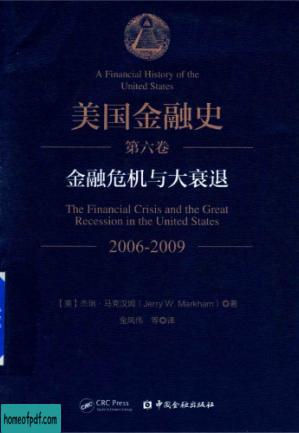 A Financial History of the
United States
美国金融史
第六卷
金融危机与大衰退
The Financial Crisis and the Great
Recession in the United States
2006-2009
【美】杰瑞·马克汉姆（Jerry W. Markham）著
金凤伟 等◎译
CRC Press
中国金融出版社
homeofpdf.com